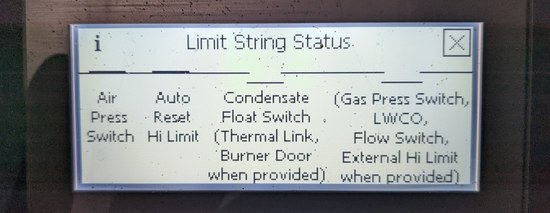 i Limit String Status X
Air Press Switch
Auto Reset Hi Limit
Condensate Float Switch (Thermal Link, Burner Door when provided)
(Gas Press Switch, LWCO, Flow Switch, External Hi Limit when provided)